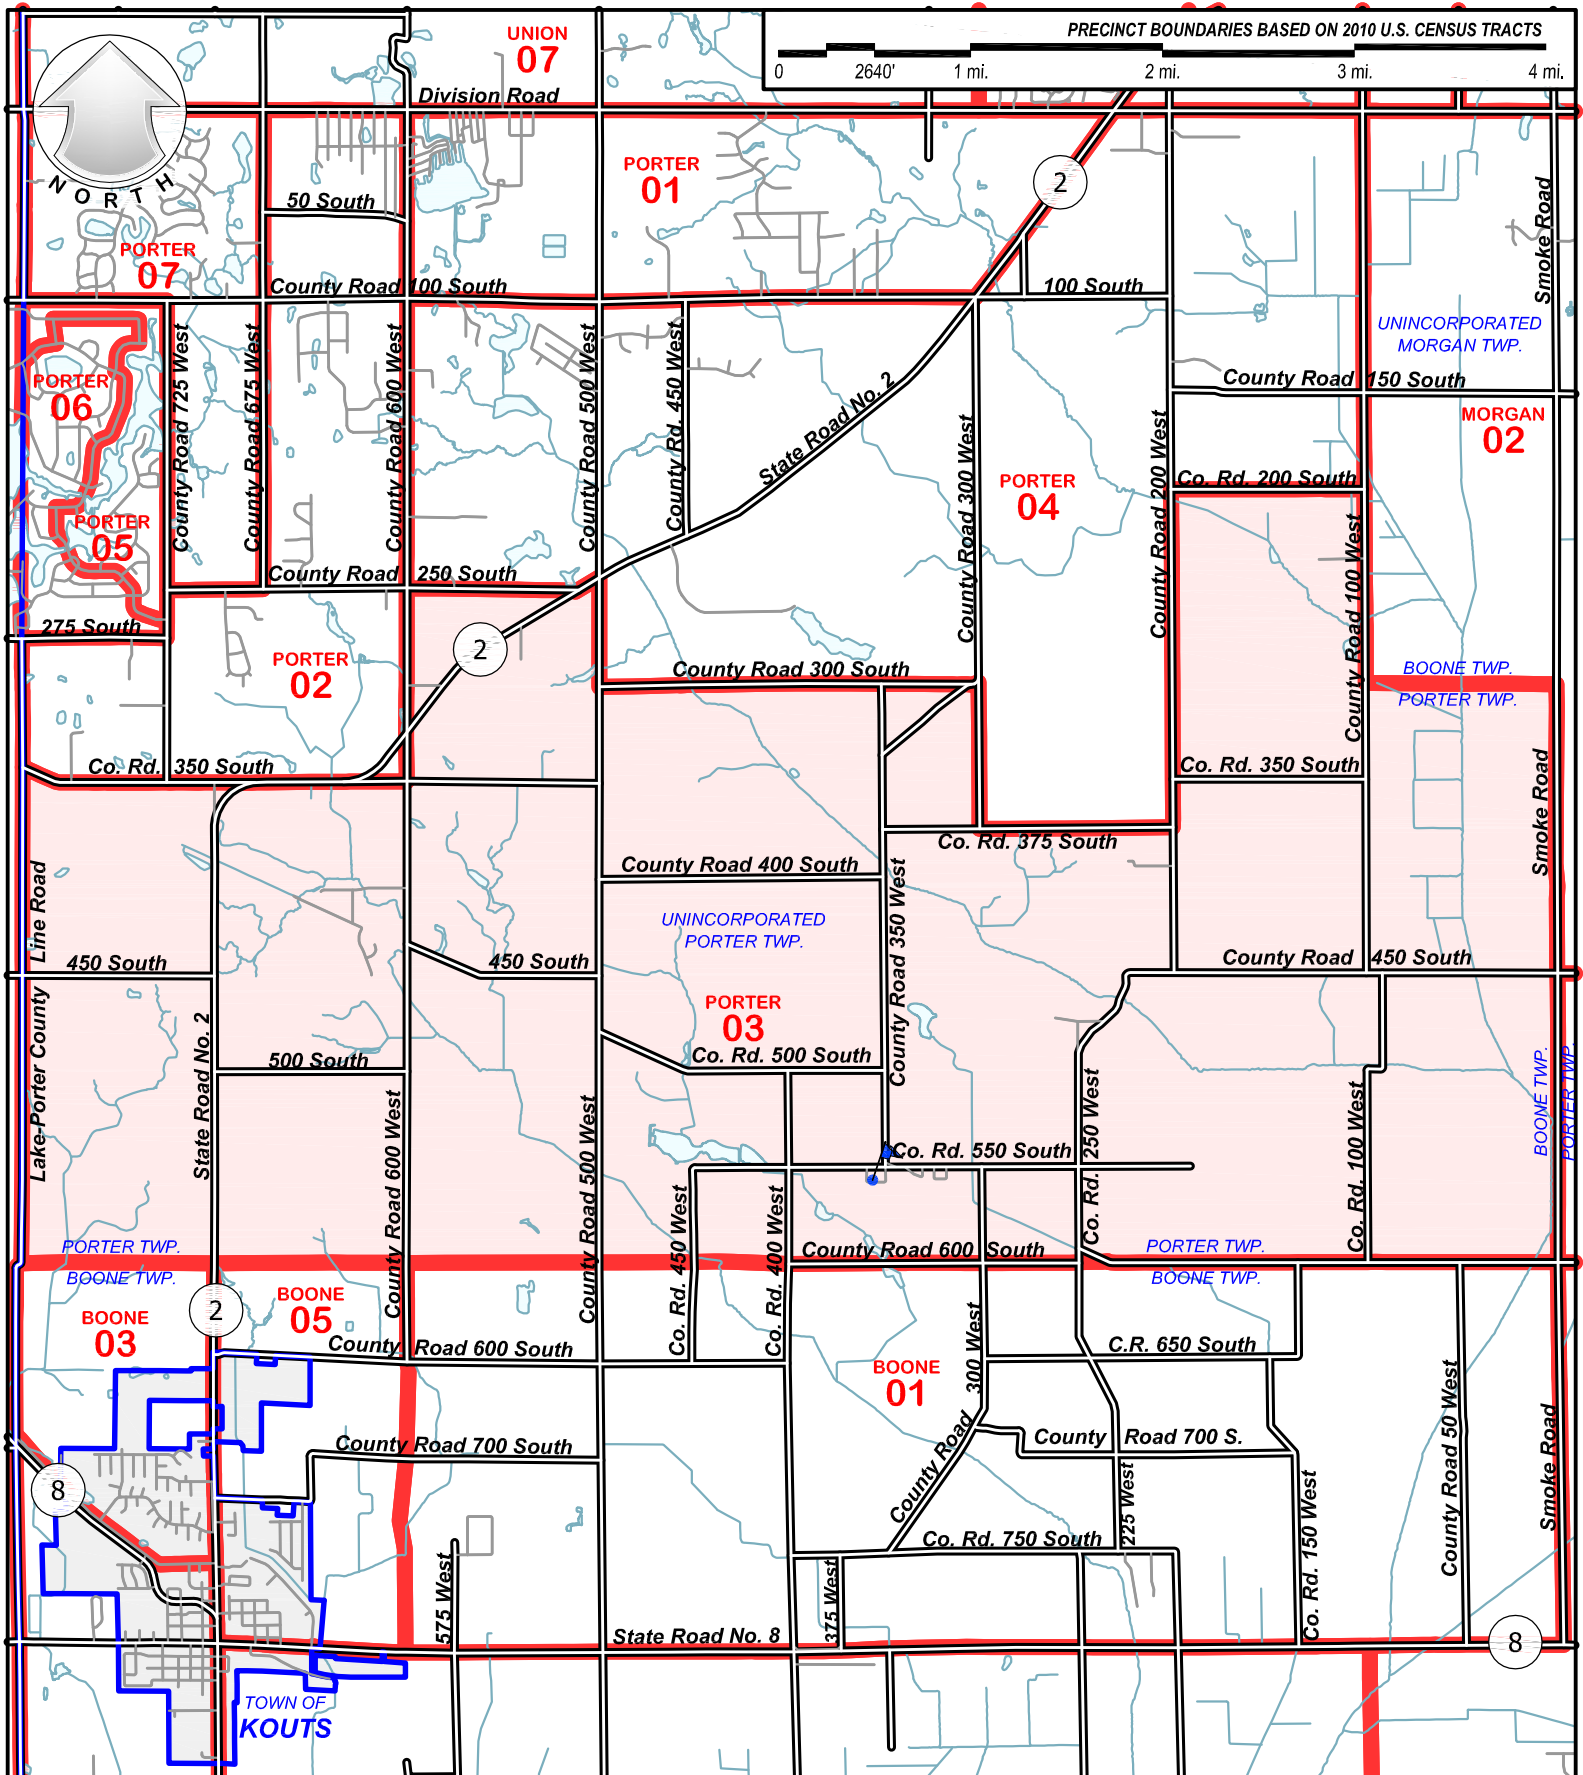 PRECINCT BOUNDARIES BASED ON 2010 U.S. CENSUS TRACTS
0 2640' 1 mi. 2 mi. 3 mi. 4 mi.
NORTH
UNION
07
Division Road
PORTER
01
2
50 South
PORTER
07
County Road 100 South
100 South
Smoke Road
UNINCORPORATED
MORGAN TWP.
County Road 150 South
MORGAN
02
PORTER
06
PORTER
05
County Road 725 West
County Road 675 West
County Road 600 West
County Road 500 West
County Rd. 450 West
State Road No. 2
County Road 300 West
PORTER
04
County Road 200 West
Co. Rd. 200 South
County Road 100 West
County Road 250 South
275 South
2
PORTER
02
County Road 300 South
BOONE TWP.
PORTER TWP.
Co. Rd. 350 South
Co. Rd. 350 South
Smoke Road
Co. Rd. 375 South
County Road 400 South
County Road 350 West
UNINCORPORATED
PORTER TWP.
Lake-Porter County Line Road
450 South
450 South
County Road 450 South
PORTER
03
State Road No. 2
500 South
Co. Rd. 500 South
County Road 600 West
County Road 500 West
Co. Rd. 550 South
Co. Rd. 250 West
Co. Rd. 100 West
BOONE TWP.
PORTER TWP.
Co. Rd. 450 West
Co. Rd. 400 West
PORTER TWP.
BOONE TWP.
County Road 600 South
PORTER TWP.
BOONE TWP.
2
BOONE
03
BOONE
05
County Road 600 South
BOONE
01
County Road 300 West
C.R. 650 South
County Road 50 West
Smoke Road
County Road 700 South
County Road 700 S.
8
225 West
Co. Rd. 150 West
Co. Rd. 750 South
575 West
375 West
State Road No. 8
8
TOWN OF
KOUTS